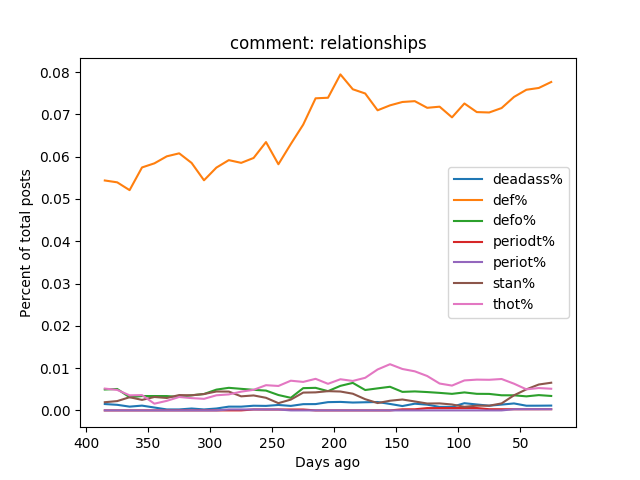 comment: relationships
0.08
0.07
0.06
0.05
0.04
0.03
0.02
0.01
0.00
Percent of total posts
deadass%
def%
defo%
periodt%
periot%
stan%
thot%
400 350 300 250 200 150 100 50
Days ago